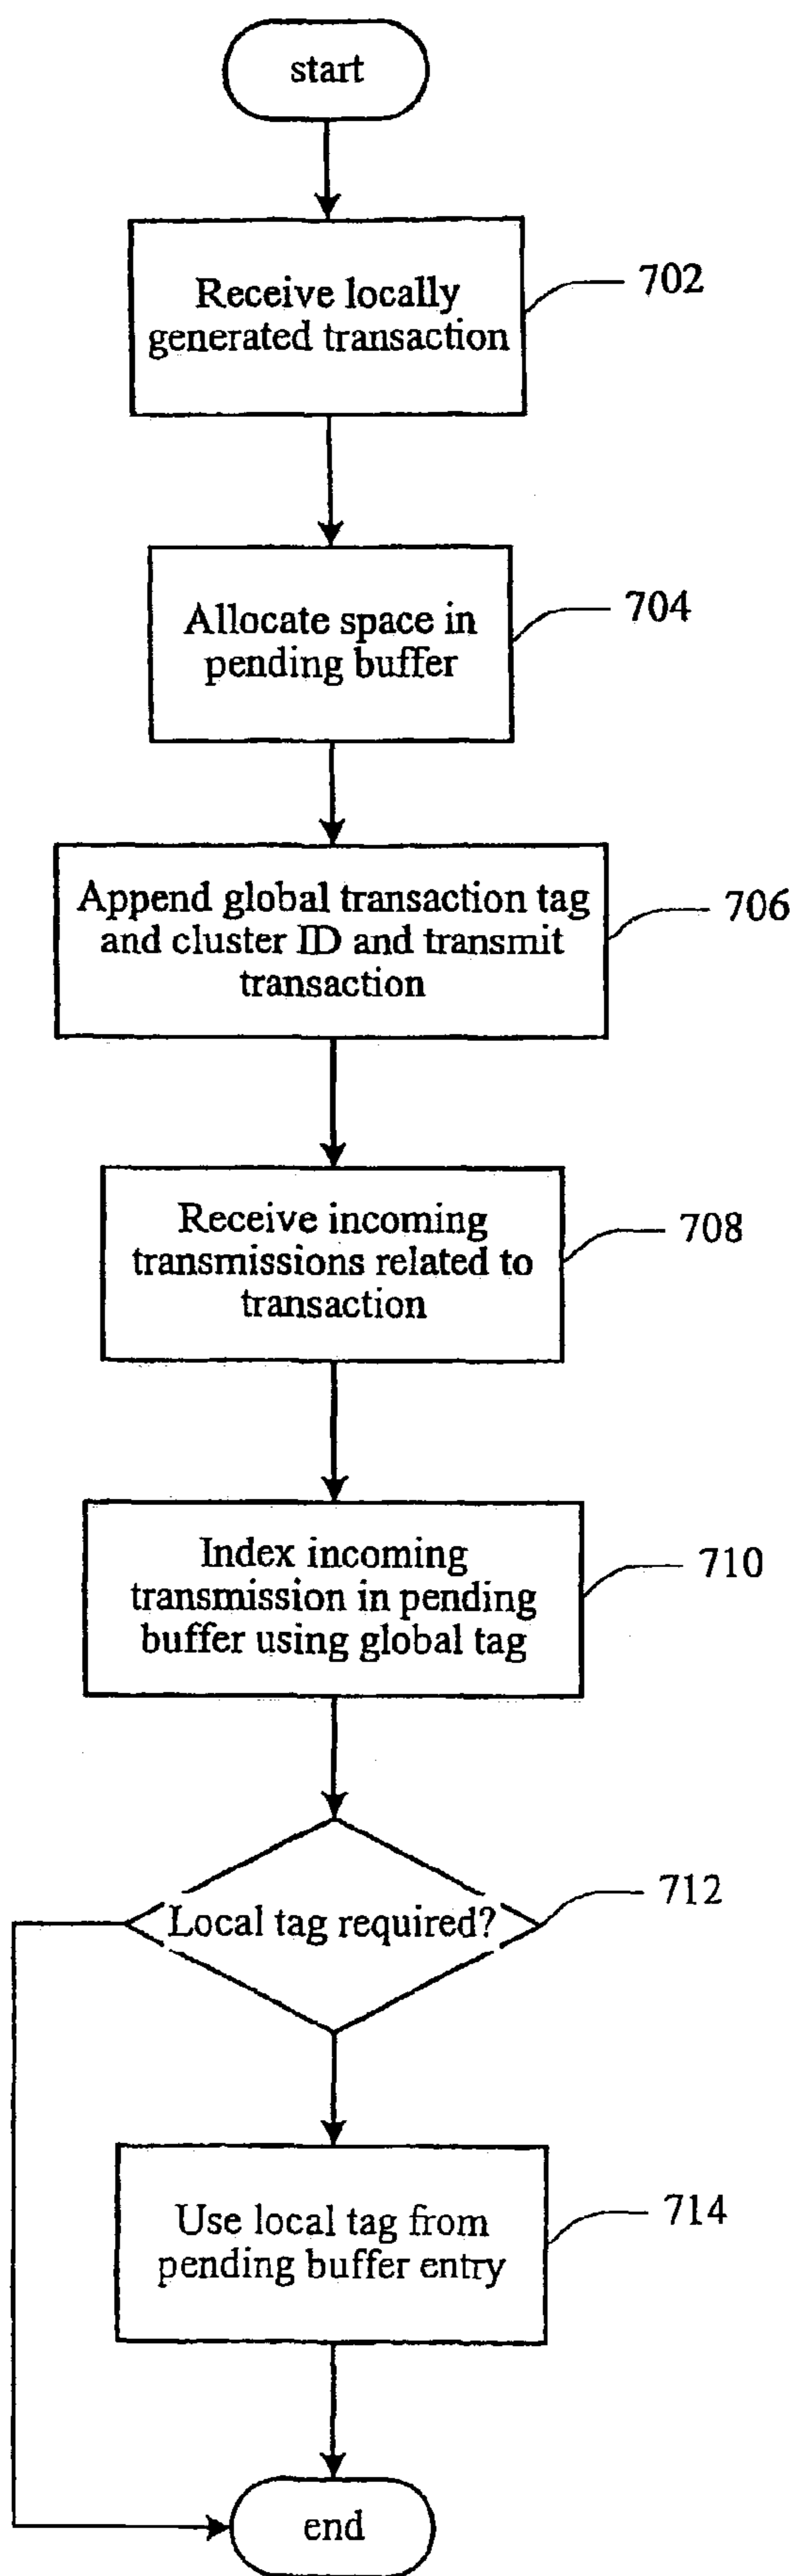 start
Receive locally
generated transaction
702
Allocate space in
pending buffer
704
Append global transaction tag
and cluster ID and transmit
transaction
706
Receive incoming
transmissions related to
transaction
708
Index incoming
transmission in pending
buffer using global tag
710
Local tag required?
712
Use local tag from
pending buffer entry
714
end